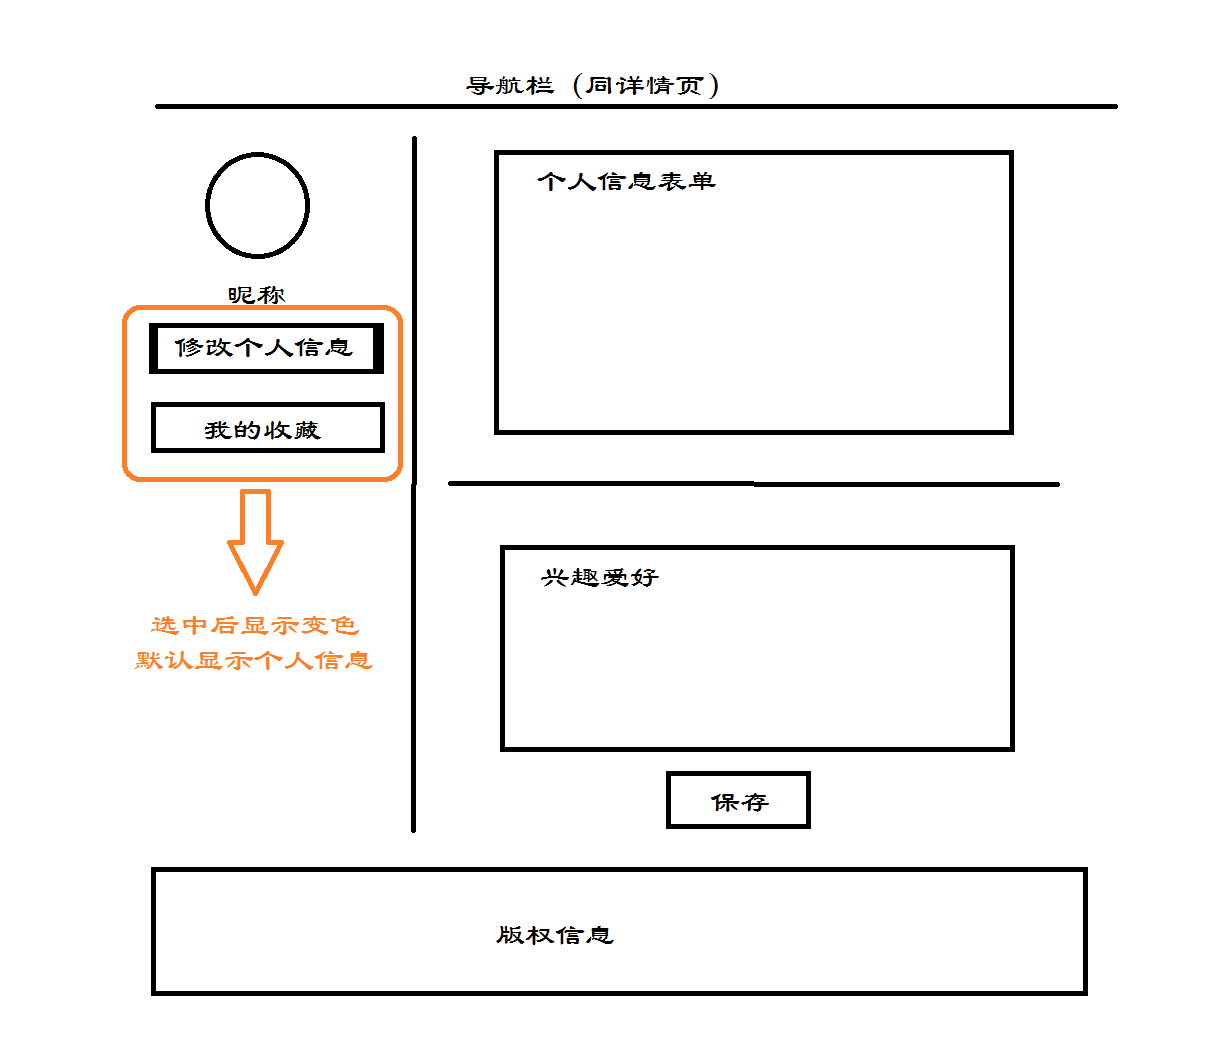 导航栏（同详情页）
昵称
修改个人信息
我的收藏
选中后显示变色
默认显示个人信息
个人信息表单
兴趣爱好
保存
版权信息